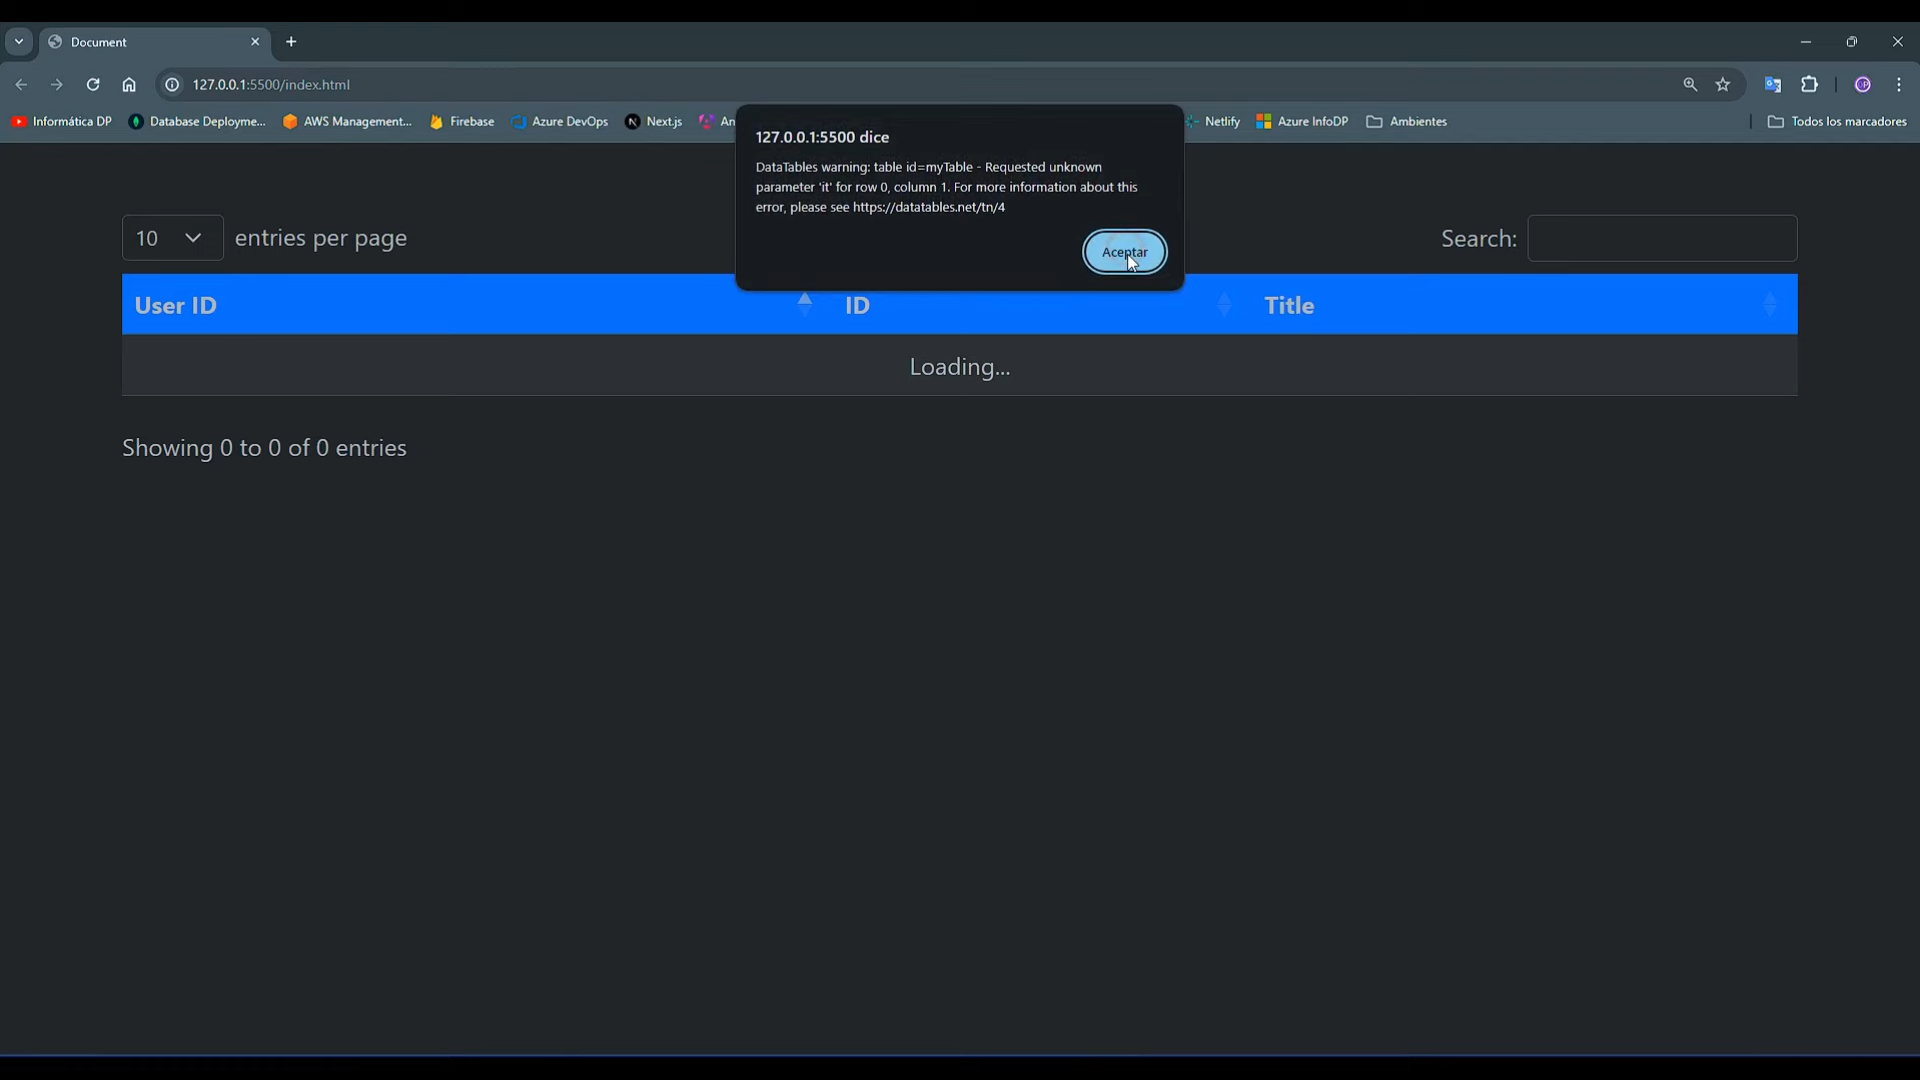 Document
127.0.0.1:5500/index.html
Informática DP
Database Deployme...
AWS Management...
Firebase
Azure DevOps
Next.js
An
Netlify
Azure InfoDP
Ambientes
Todos los marcadores
127.0.0.1:5500 dice
DataTables warning: table id=myTable - Requested unknown
parameter 'it' for row 0, column 1. For more information about this
error, please see https://datatables.net/tn/4
Aceptar
10 entries per page
Search:
User ID
ID
Title
Loading...
Showing 0 to 0 of 0 entries